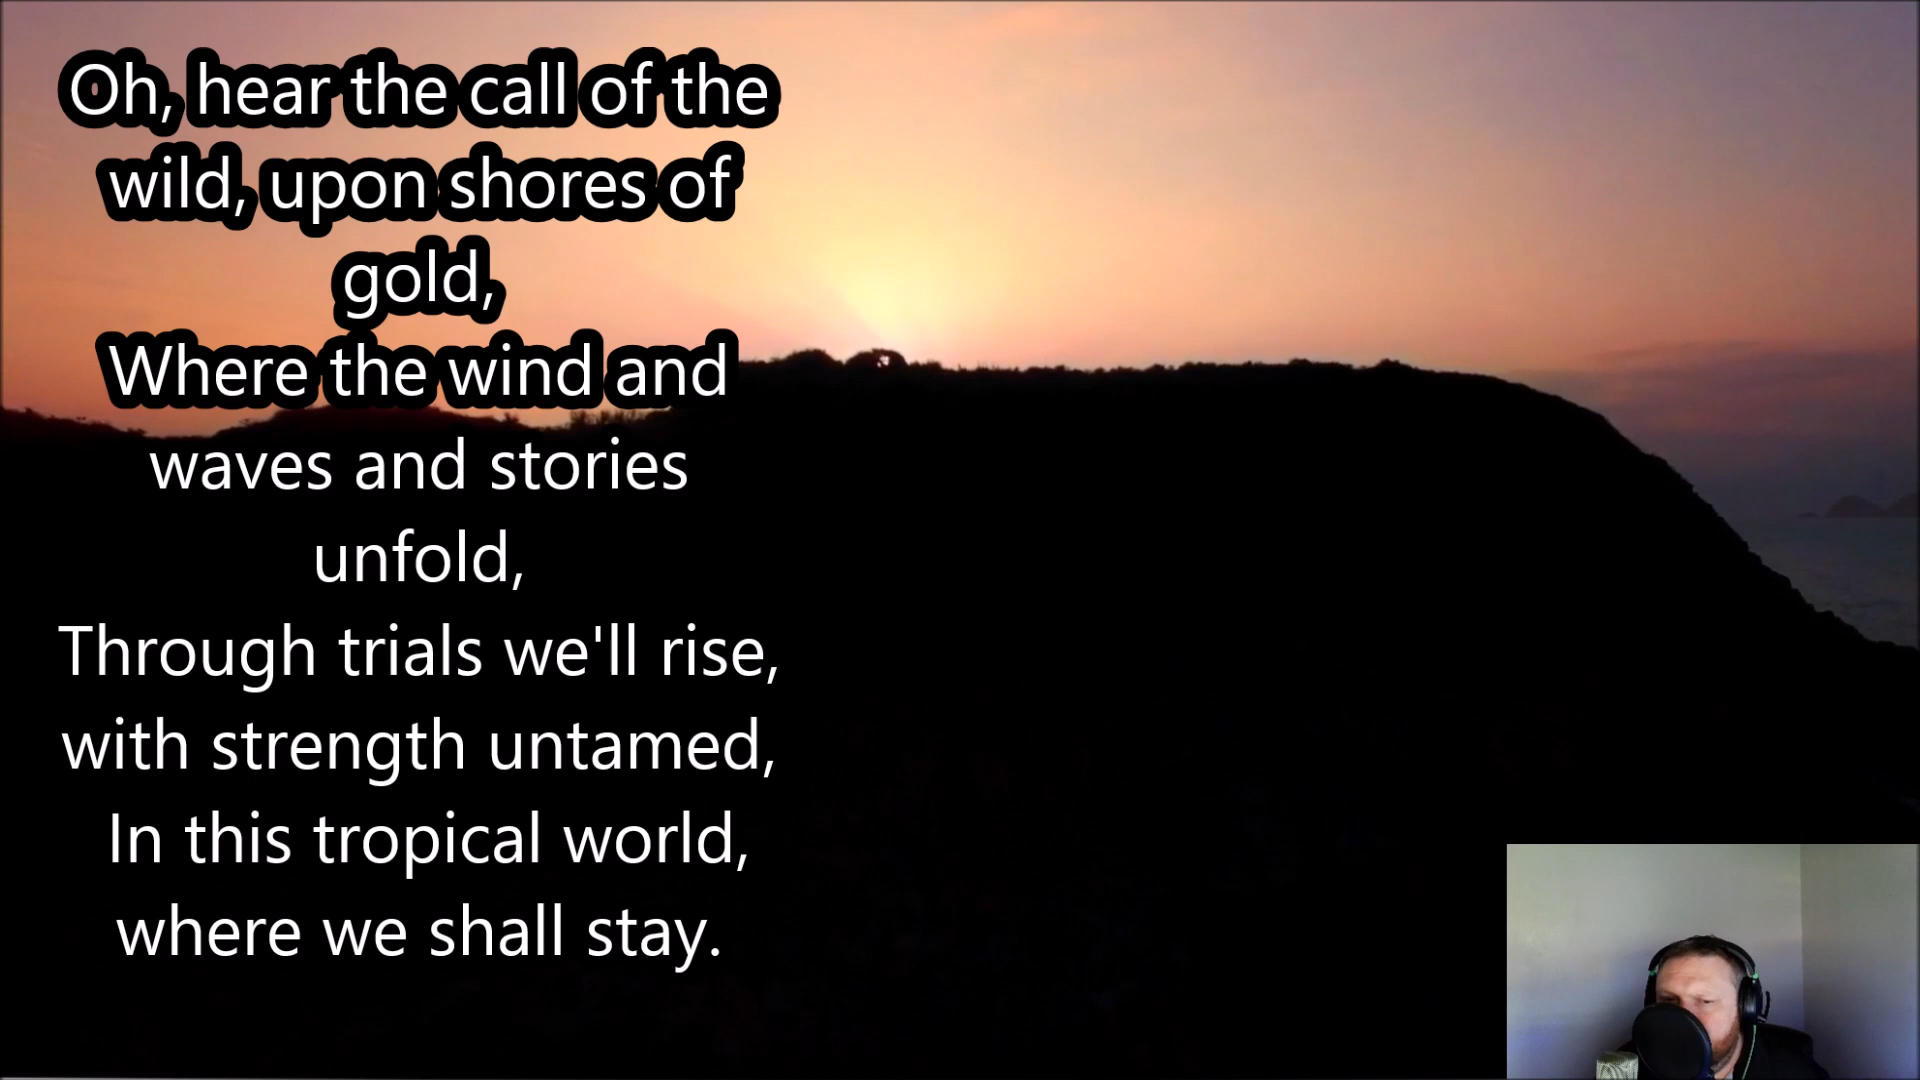 Oh, hear the call of the
wild, upon shores of
gold,
Where the wind and
waves and stories
unfold,
Through trials we'll rise,
with strength untamed,
In this tropical world,
where we shall stay.